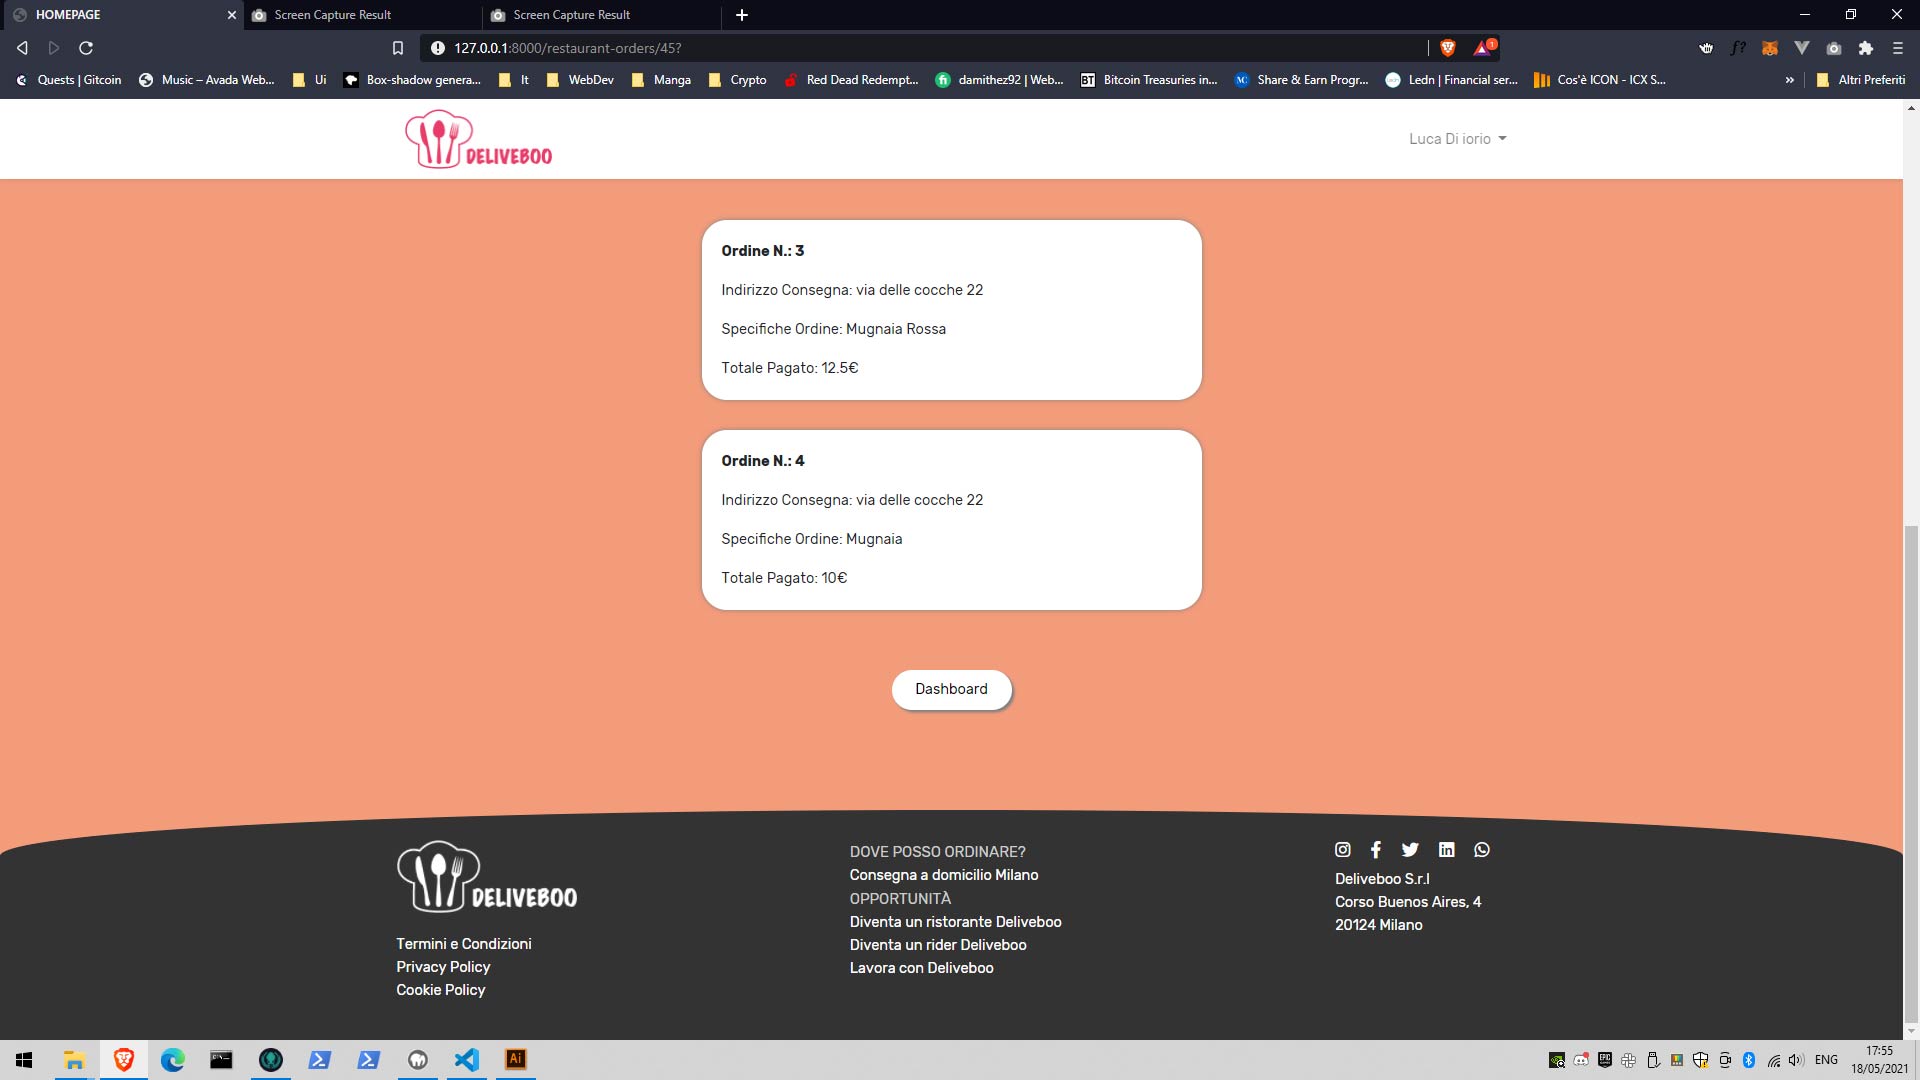 HOMEPAGE
Screen Capture Result
Screen Capture Result
127.0.0.1:8000/restaurant-orders/45?
1
f?
Quests | Gitcoin
Music – Avada Web...
Ui
Box-shadow genera...
It
WebDev
Manga
Crypto
Red Dead Redempt...
damithez92 | Web...
BT
Bitcoin Treasuries in...
MC
Share & Earn Progr...
Ledn | Financial ser...
Cos'è ICON - ICX S...
»
Altri Preferiti
DELIVEBOO
Luca Di iorio
Ordine N.: 3
Indirizzo Consegna: via delle cocche 22
Specifiche Ordine: Mugnaia Rossa
Totale Pagato: 12.5€
Ordine N.: 4
Indirizzo Consegna: via delle cocche 22
Specifiche Ordine: Mugnaia
Totale Pagato: 10€
Dashboard
DELIVEBOO
Termini e Condizioni
Privacy Policy
Cookie Policy
DOVE POSSO ORDINARE?
Consegna a domicilio Milano
OPPORTUNITÀ
Diventa un ristorante Deliveboo
Diventa un rider Deliveboo
Lavora con Deliveboo
Deliveboo S.r.l
Corso Buenos Aires, 4
20124 Milano
Ai
EPIC
ENG
17:55
18/05/2021